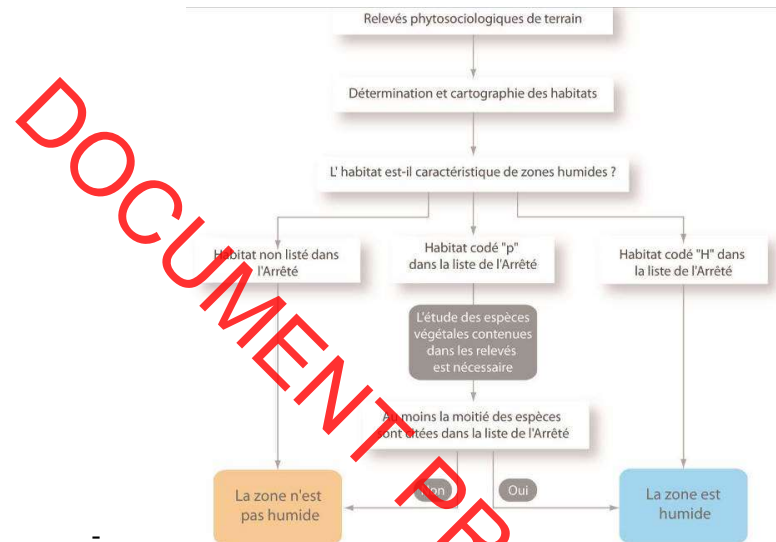 Relevés phytosociologiques de terrain
Détermination et cartographie des habitats
L' habitat est-il caractéristique de zones humides ?
Habitat non listé dans
l'Arrêté
Habitat codé "p"
dans la liste de l'Arrêté
Habitat codé "H" dans
la liste de l'Arrêté
L'étude des espèces
végétales contenues
dans les relevés
est nécessaire
Au moins la moitié des espèces
sont citées dans la liste de l'Arrêté
Non
Oui
La zone n'est
pas humide
La zone est
humide
-
DOCUMENT PR